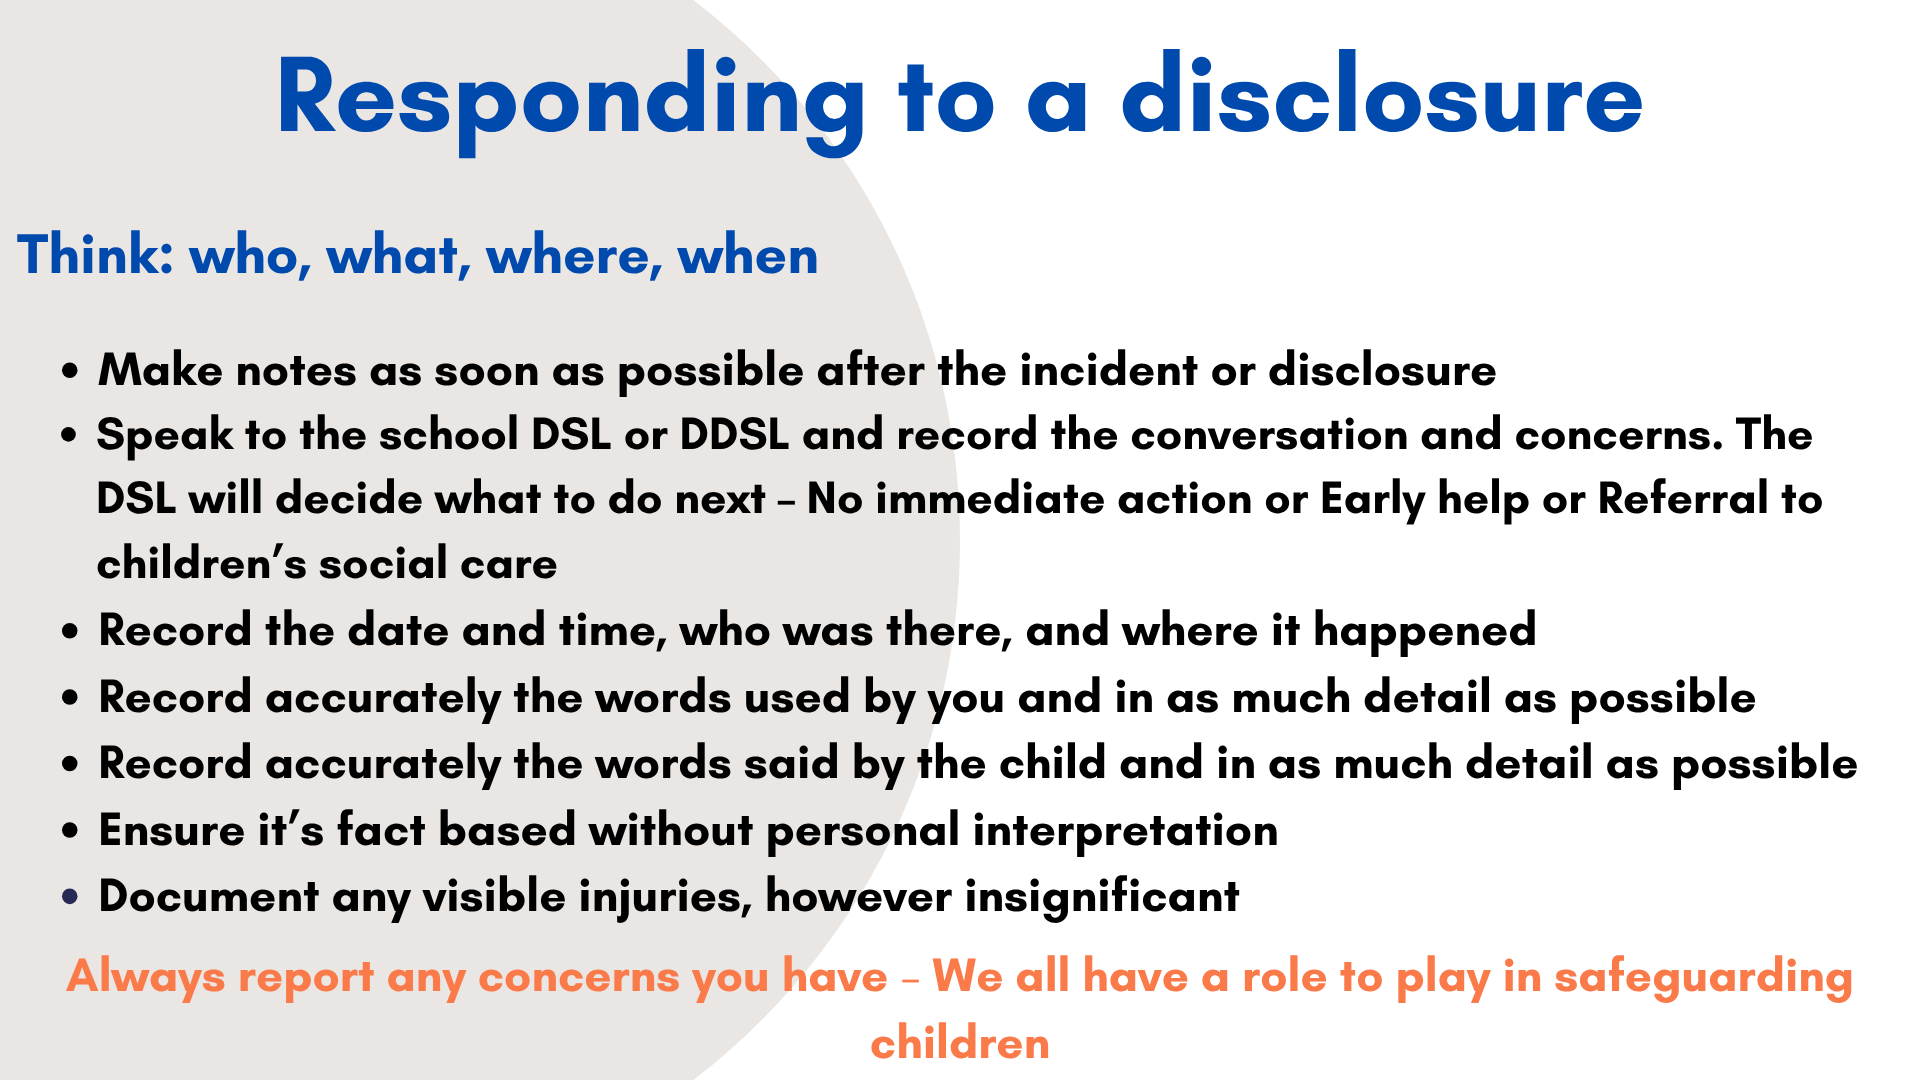 Responding to a disclosure
Think: who, what, where, when
• Make notes as soon as possible after the incident or disclosure
• Speak to the school DSL or DDSL and record the conversation and concerns. The
DSL will decide what to do next – No immediate action or Early help or Referral to
children’s social care
• Record the date and time, who was there, and where it happened
• Record accurately the words used by you and in as much detail as possible
• Record accurately the words said by the child and in as much detail as possible
• Ensure it’s fact based without personal interpretation
• Document any visible injuries, however insignificant
Always report any concerns you have – We all have a role to play in safeguarding
children